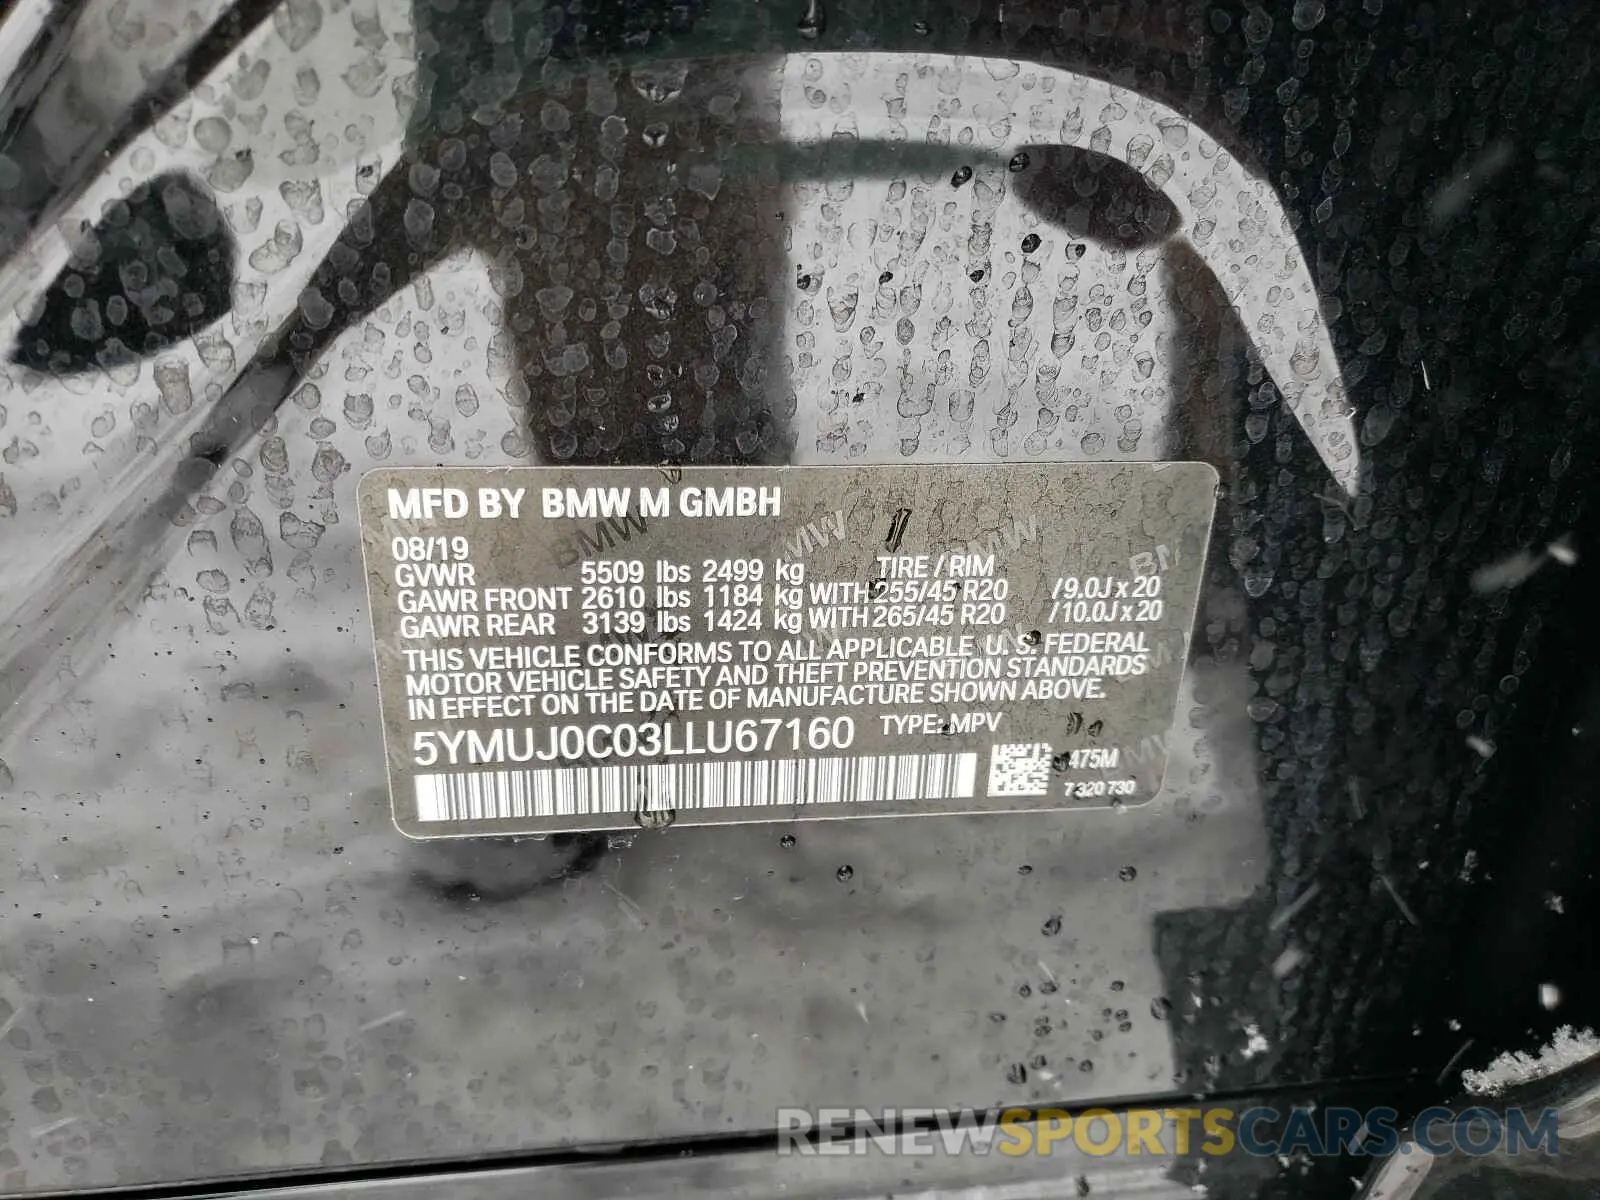 MFD BY BMW M GMBH
08/19
GVWR 5509 lbs 2499 kg TIRE / RIM
GAWR FRONT 2610 lbs 1184 kg WITH 255/45 R20 /9.0J x 20
GAWR REAR 3139 lbs 1424 kg WITH 265/45 R20 /10.0J x 20
THIS VEHICLE CONFORMS TO ALL APPLICABLE U. S. FEDERAL
MOTOR VEHICLE SAFETY AND THEFT PREVENTION STANDARDS
IN EFFECT ON THE DATE OF MANUFACTURE SHOWN ABOVE.
5YMUJ0C03LLU67160 TYPE: MPV
475M
7 320 730
RENEWSPORTSCARS.COM